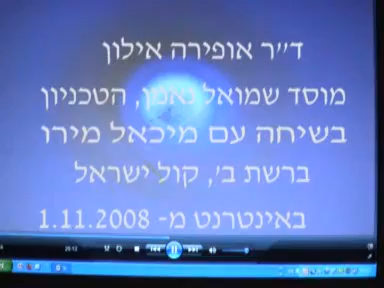 ד"ר אופירה אילון
מוסד שמואל נאמן, הטכניון
בשיחה עם מיכאל מירו
ברשת ב', קול ישראל
באינטרנט מ- 1.11.2008